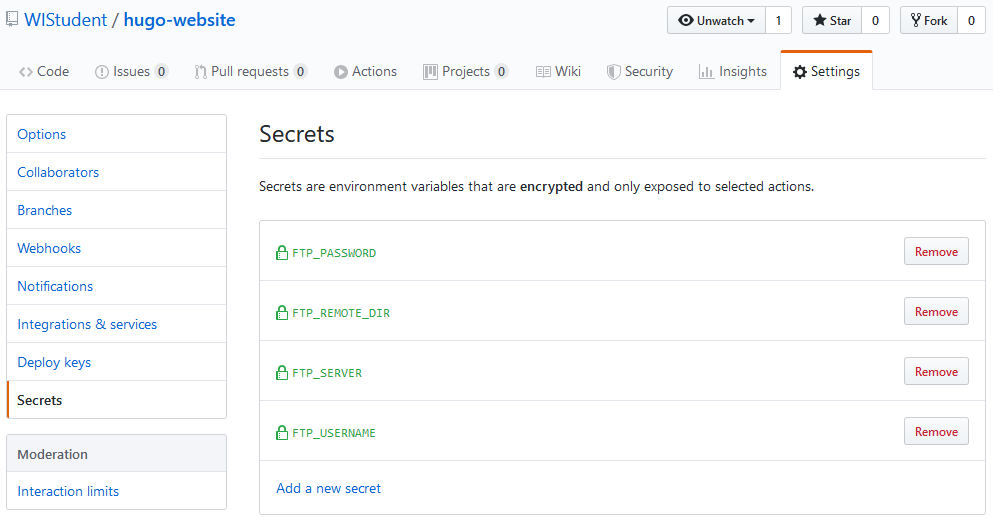 WIStudent / hugo-website
Unwatch 1 Star 0 Fork 0
Code Issues 0 Pull requests 0 Actions Projects 0 Wiki Security Insights Settings
Options
Collaborators
Branches
Webhooks
Notifications
Integrations & services
Deploy keys
Secrets
Moderation
Interaction limits
Secrets
Secrets are environment variables that are encrypted and only exposed to selected actions.
FTP_PASSWORD Remove
FTP_REMOTE_DIR Remove
FTP_SERVER Remove
FTP_USERNAME Remove
Add a new secret